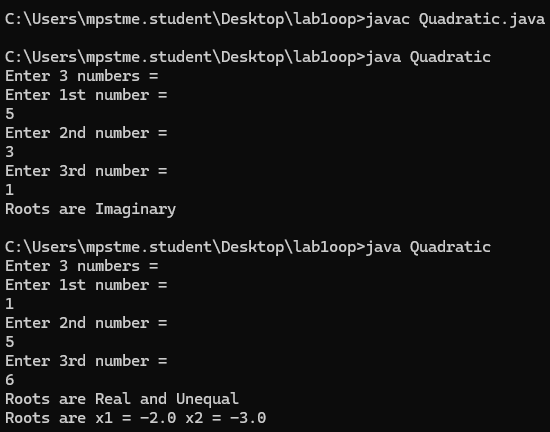 C:\Users\mpstme.student\Desktop\lab1oop>javac Quadratic.java
C:\Users\mpstme.student\Desktop\lab1oop>java Quadratic
Enter 3 numbers =
Enter 1st number =
5
Enter 2nd number =
3
Enter 3rd number =
1
Roots are Imaginary
C:\Users\mpstme.student\Desktop\lab1oop>java Quadratic
Enter 3 numbers =
Enter 1st number =
1
Enter 2nd number =
5
Enter 3rd number =
6
Roots are Real and Unequal
Roots are x1 = -2.0 x2 = -3.0